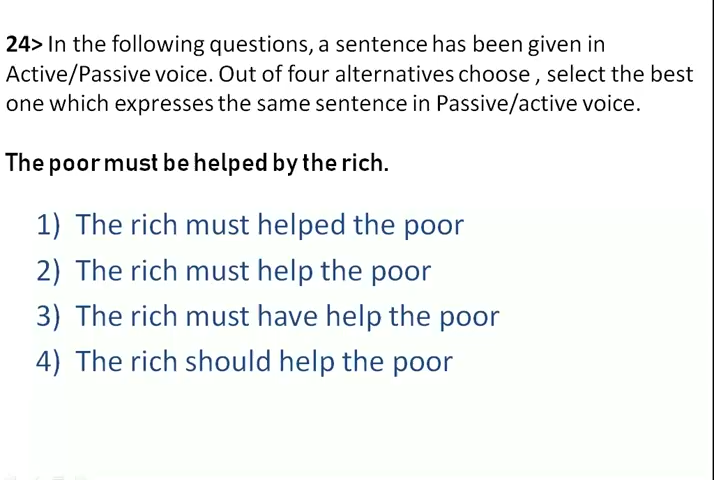 24> In the following questions, a sentence has been given in
Active/Passive voice. Out of four alternatives choose , select the best
one which expresses the same sentence in Passive/active voice.
The poor must be helped by the rich.
1) The rich must helped the poor
2) The rich must help the poor
3) The rich must have help the poor
4) The rich should help the poor